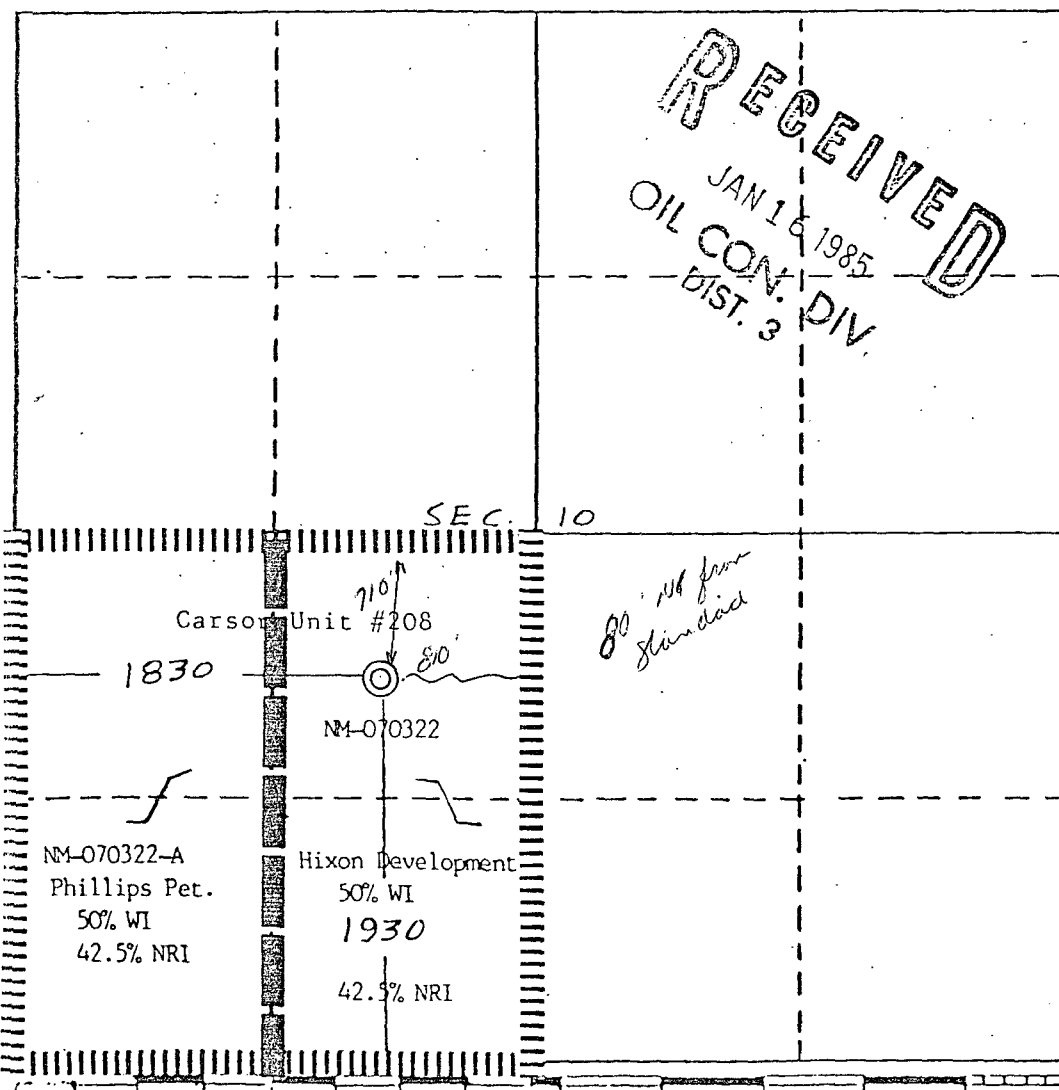 RECEIVED
JAN 16 1985
OIL CON. DIV.
DIST. 3
SEC. 10
710'
Carson Unit #208
1830
810'
80' from
standard
NM-070322
NM-070322-A
Phillips Pet.
50% WI
42.5% NRI
Hixon Development
50% WI
1930
42.5% NRI